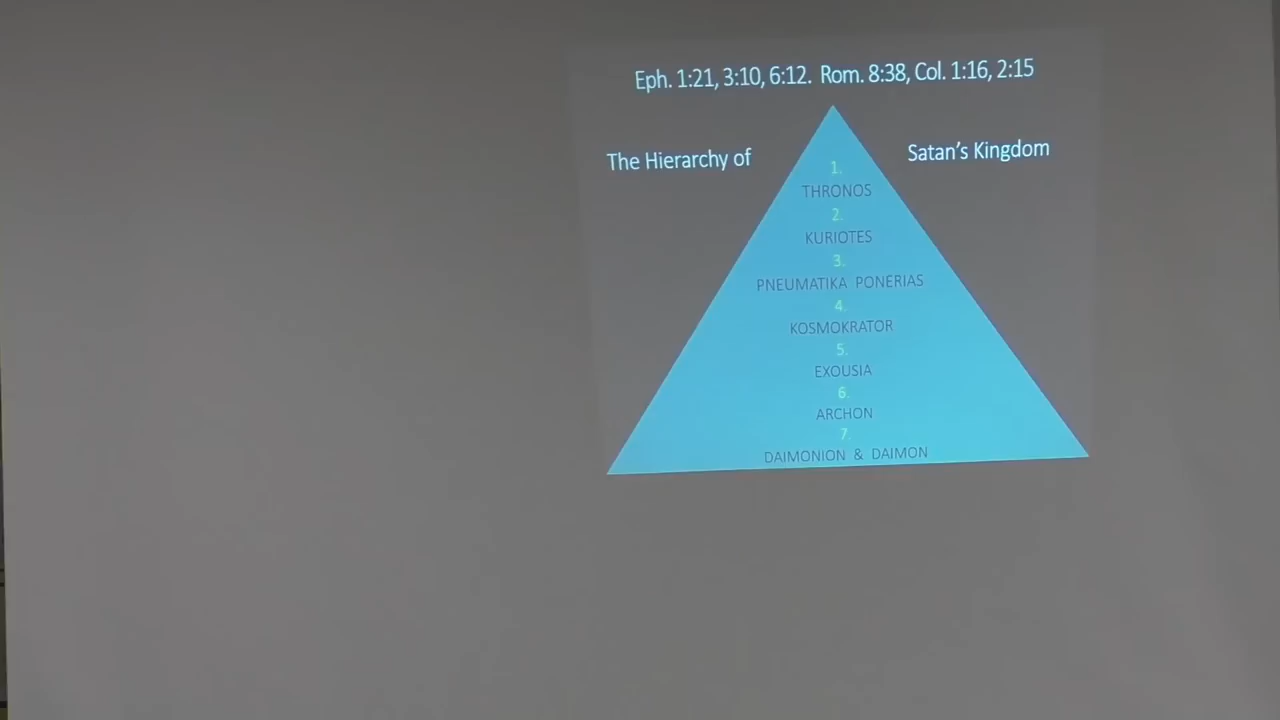 Eph. 1:21, 3:10, 6:12. Rom. 8:38, Col. 1:16, 2:15
The Hierarchy of
Satan's Kingdom
1.
THRONOS
2.
KURIOTES
3.
PNEUMATIKA PONERIAS
4.
KOSMOKRATOR
5.
EXOUSIA
6.
ARCHON
7.
DAIMONION & DAIMON